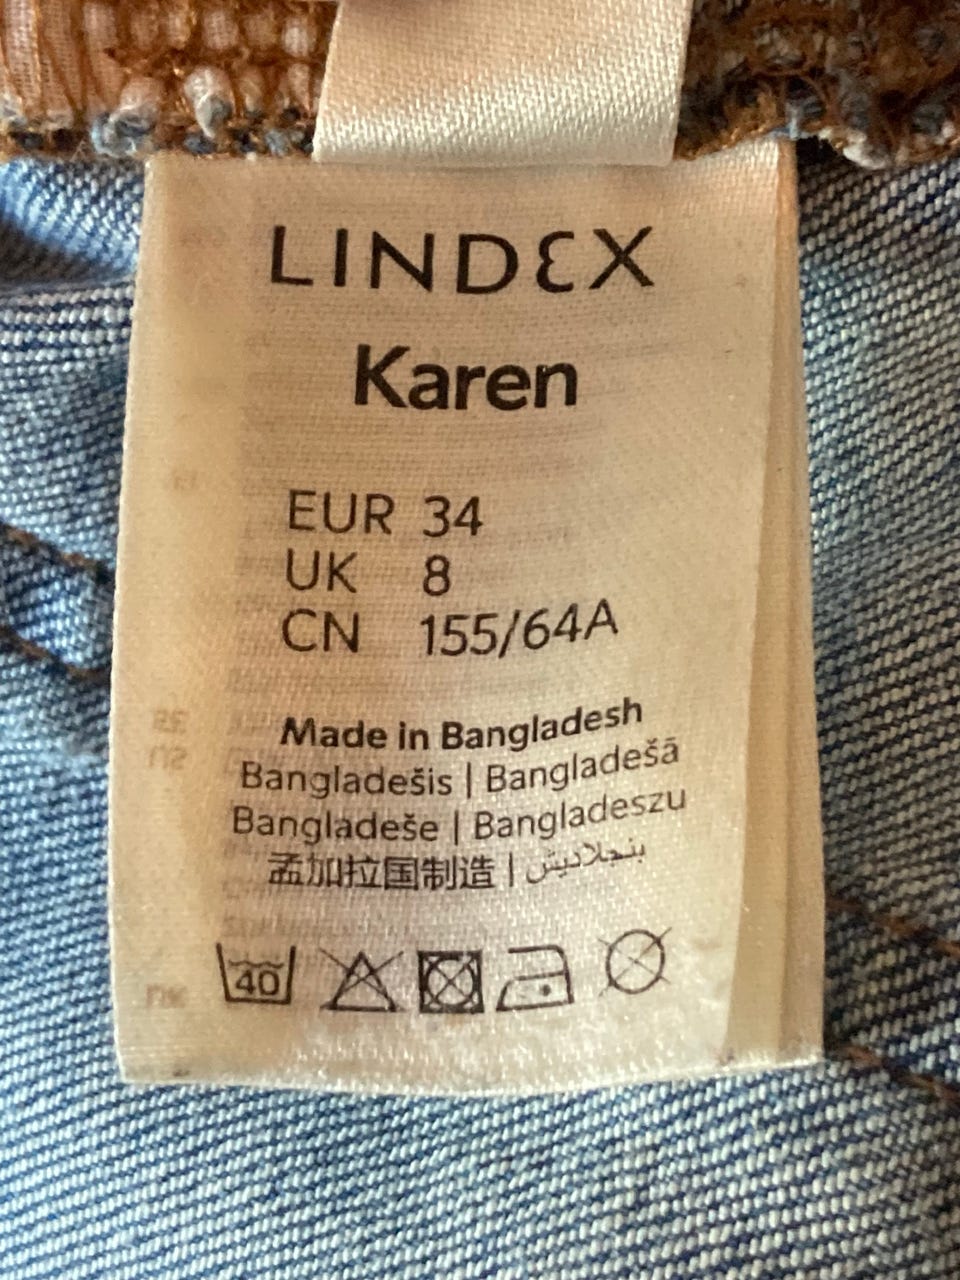 LINDEX
Karen
EUR 34
UK 8
CN 155/64A
Made in Bangladesh
Bangladešis | Bangladešā
Bangladeše | Bangladeszu
孟加拉国制造 | بنجلاديش
40